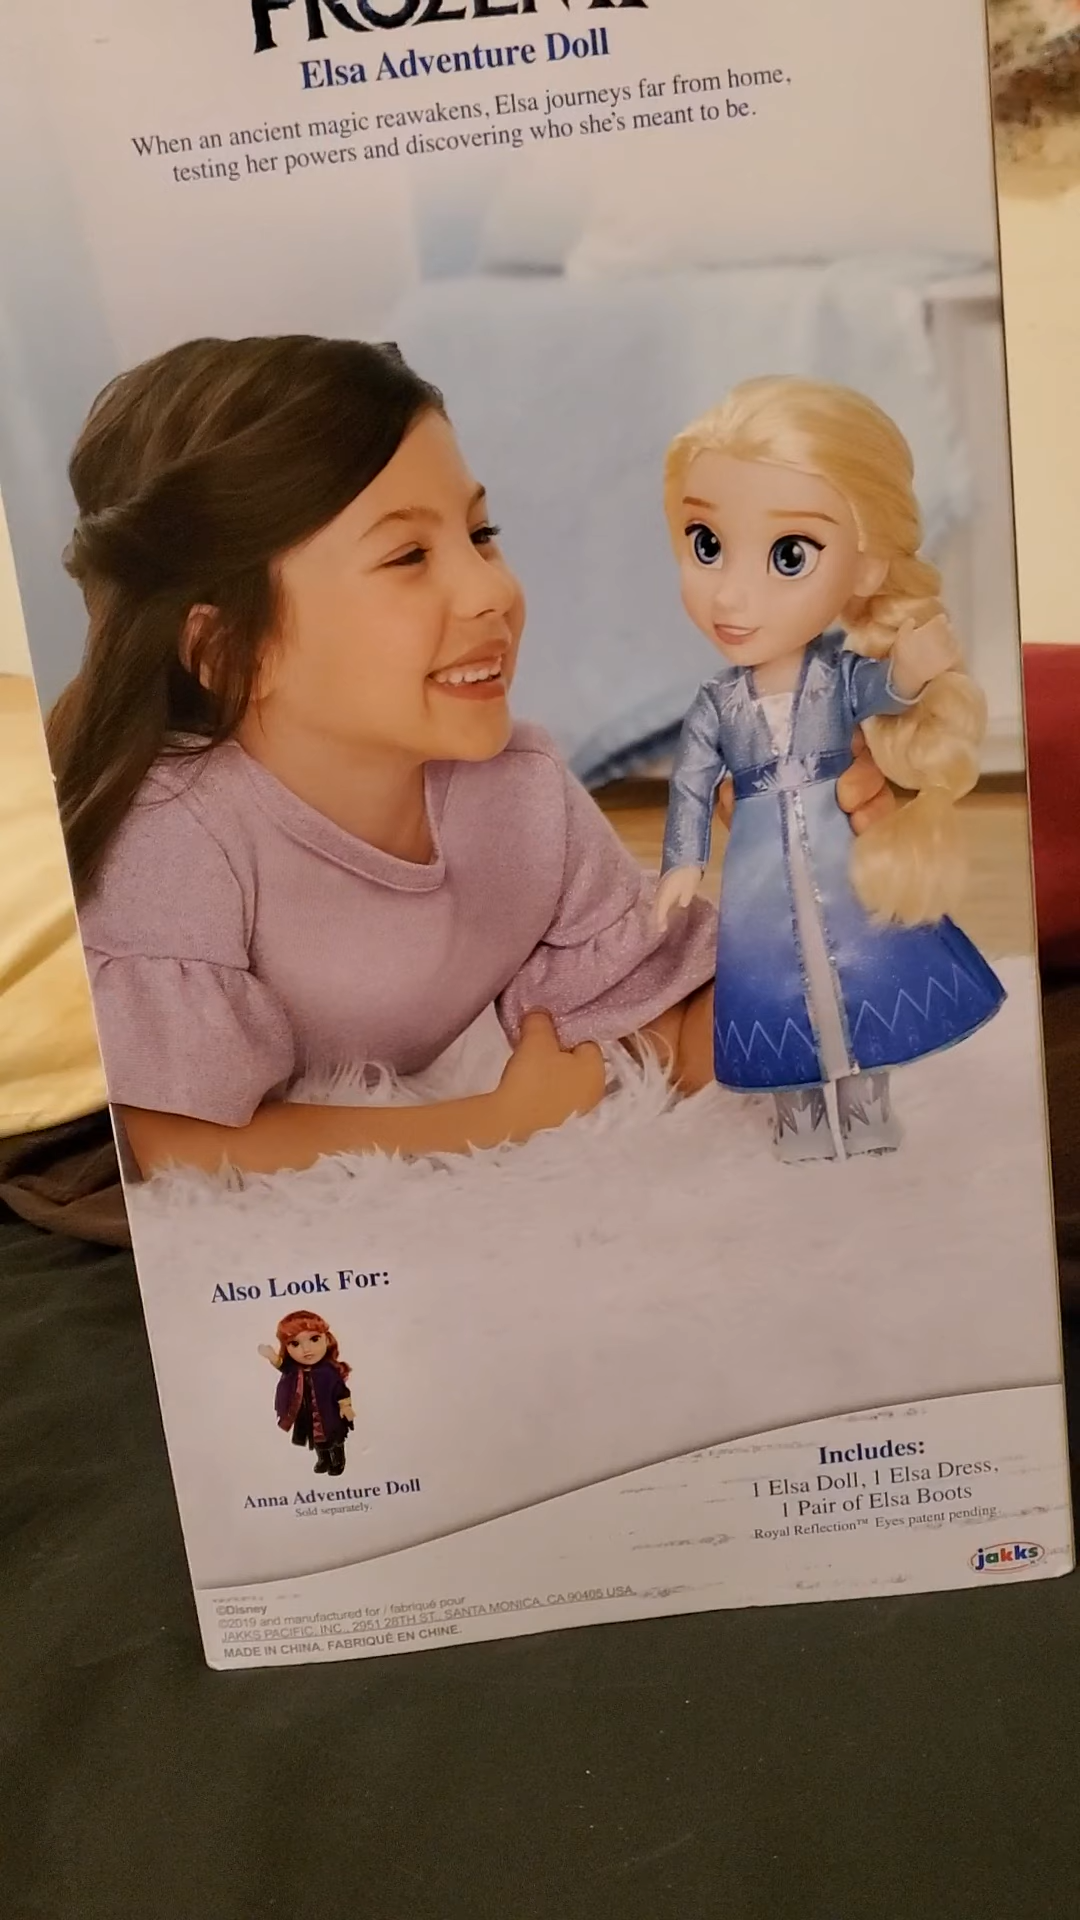 FROZEN II
Elsa Adventure Doll
When an ancient magic reawakens, Elsa journeys far from home,
testing her powers and discovering who she's meant to be.
Also Look For:
Anna Adventure Doll
Sold separately.
Includes:
1 Elsa Doll, 1 Elsa Dress,
1 Pair of Elsa Boots
Royal Reflection™ Eyes patent pending.
jakks
©Disney
©2019 and manufactured for / fabriqué pour
JAKKS PACIFIC, INC., 2951 28TH ST., SANTA MONICA, CA 90405 USA.
MADE IN CHINA. FABRIQUÉ EN CHINE.